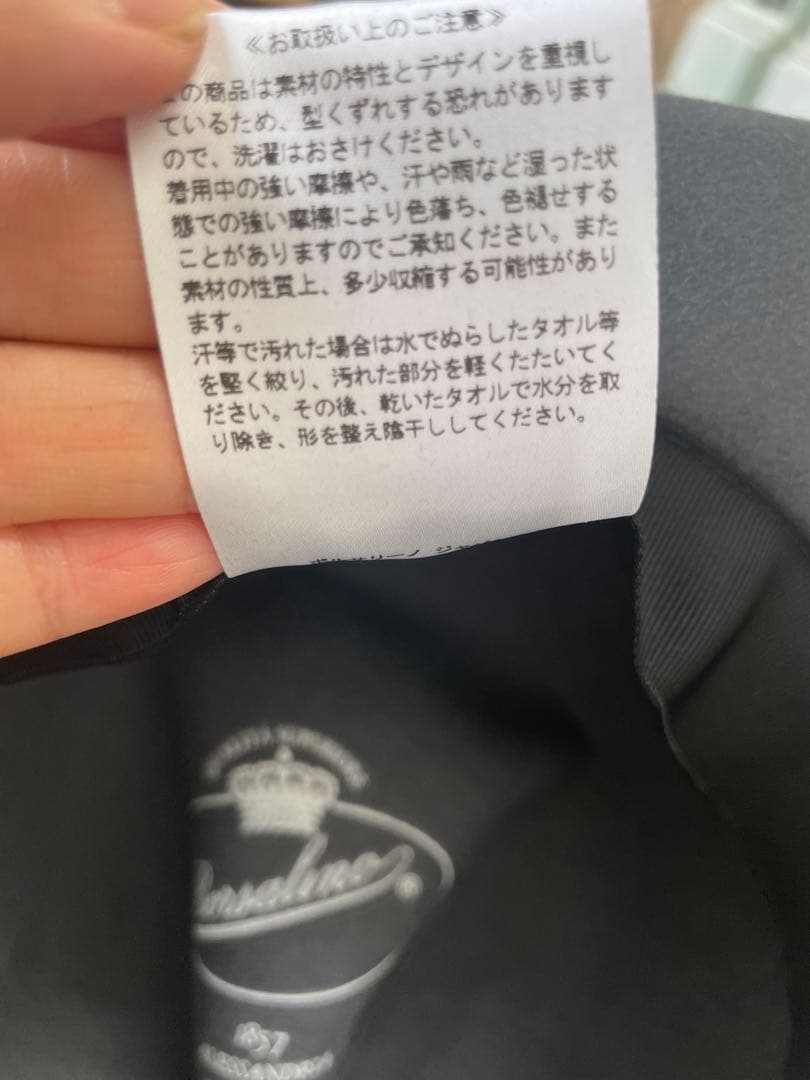 ≪お取扱い上のご注意≫
の商品は素材の特性とデザインを重視し
ているため、型くずれする恐れがあります
ので、洗濯はおさけください。
着用中の強い摩擦や、汗や雨など湿った状
態での強い摩擦により色落ち、色褪せする
ことがありますのでご承知ください。また
素材の性質上、多少収縮する可能性があり
ます。
汗等で汚れた場合は水でぬらしたタオル等
を堅く絞り、汚れた部分を軽くたたいてく
ださい。その後、乾いたタオルで水分を取
り除き、形を整え陰干ししてください。
Borsalino ®
1857
ALESSANDRIA